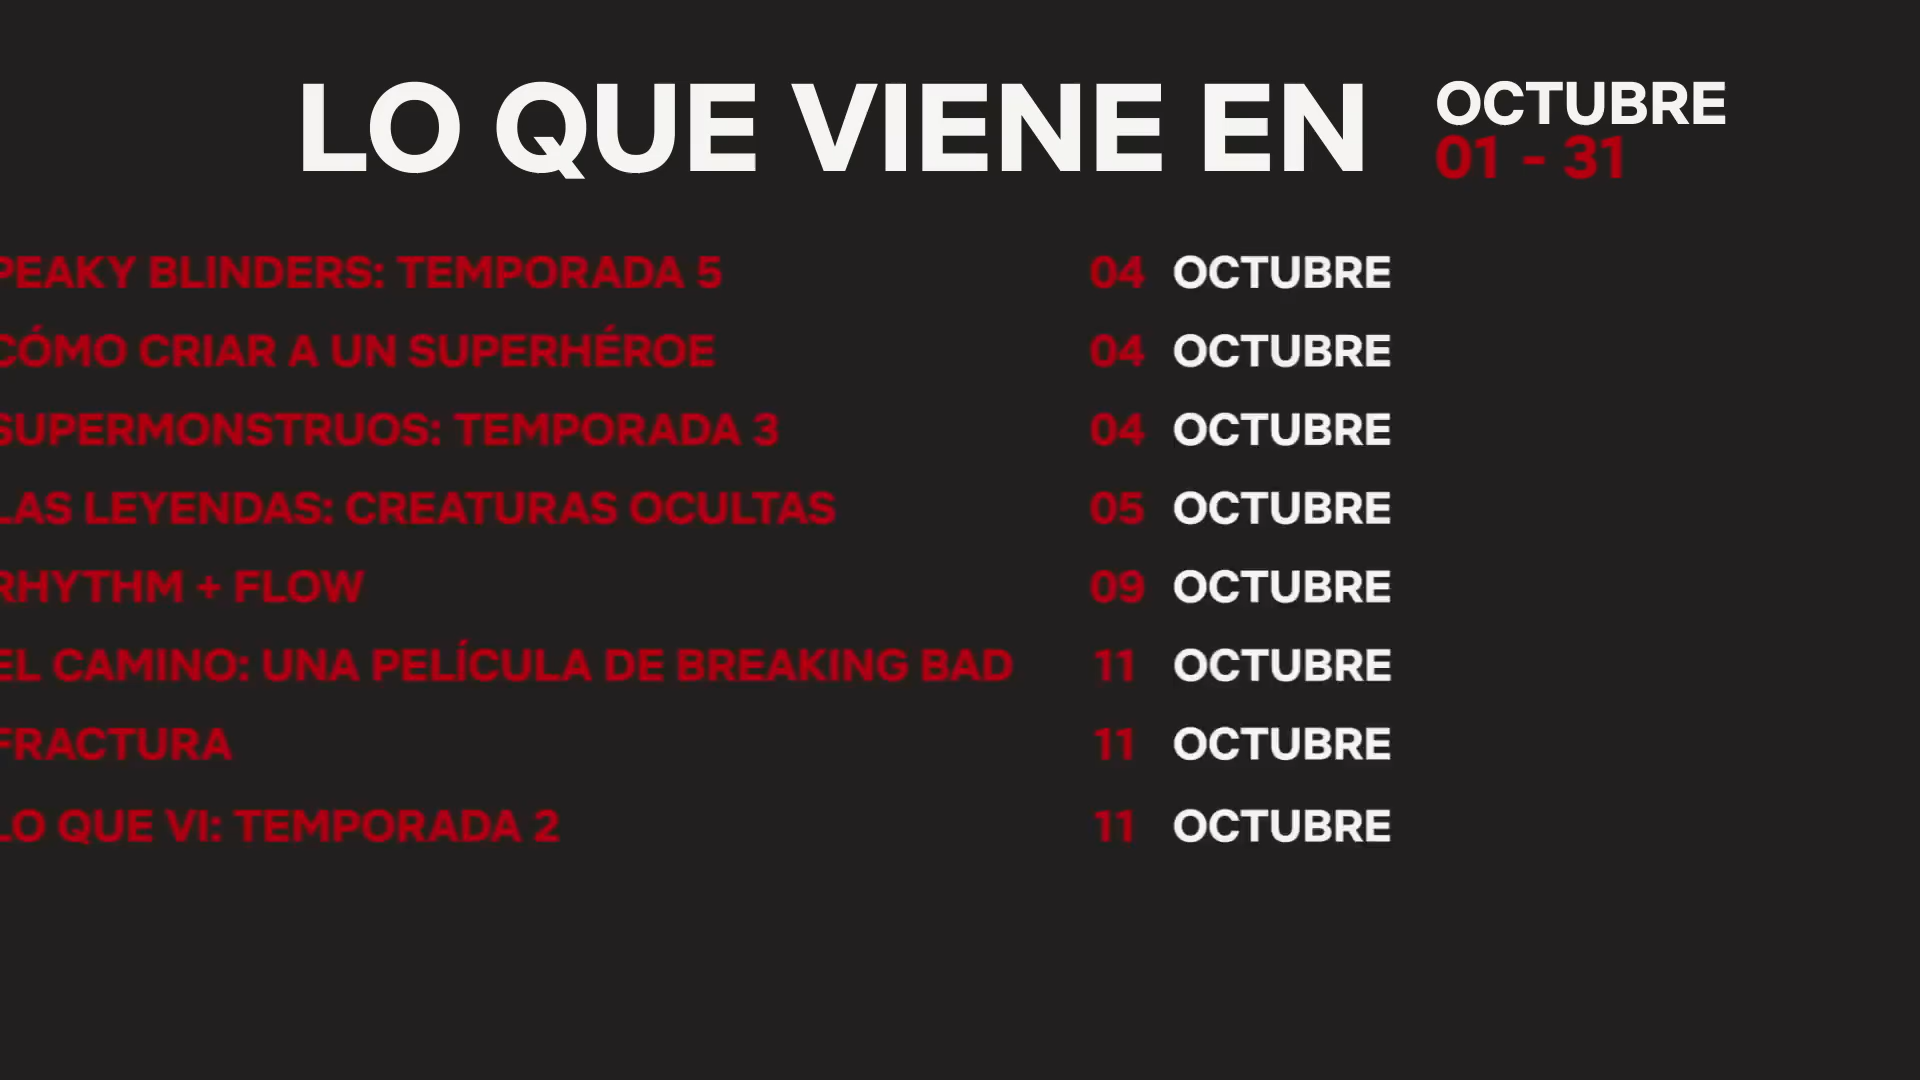 LO QUE VIENE EN OCTUBRE
01 - 31
PEAKY BLINDERS: TEMPORADA 5 04 OCTUBRE
CÓMO CRIAR A UN SUPERHÉROE 04 OCTUBRE
SUPERMONSTRUOS: TEMPORADA 3 04 OCTUBRE
LAS LEYENDAS: CREATURAS OCULTAS 05 OCTUBRE
RHYTHM + FLOW 09 OCTUBRE
EL CAMINO: UNA PELÍCULA DE BREAKING BAD 11 OCTUBRE
FRACTURA 11 OCTUBRE
LO QUE VI: TEMPORADA 2 11 OCTUBRE